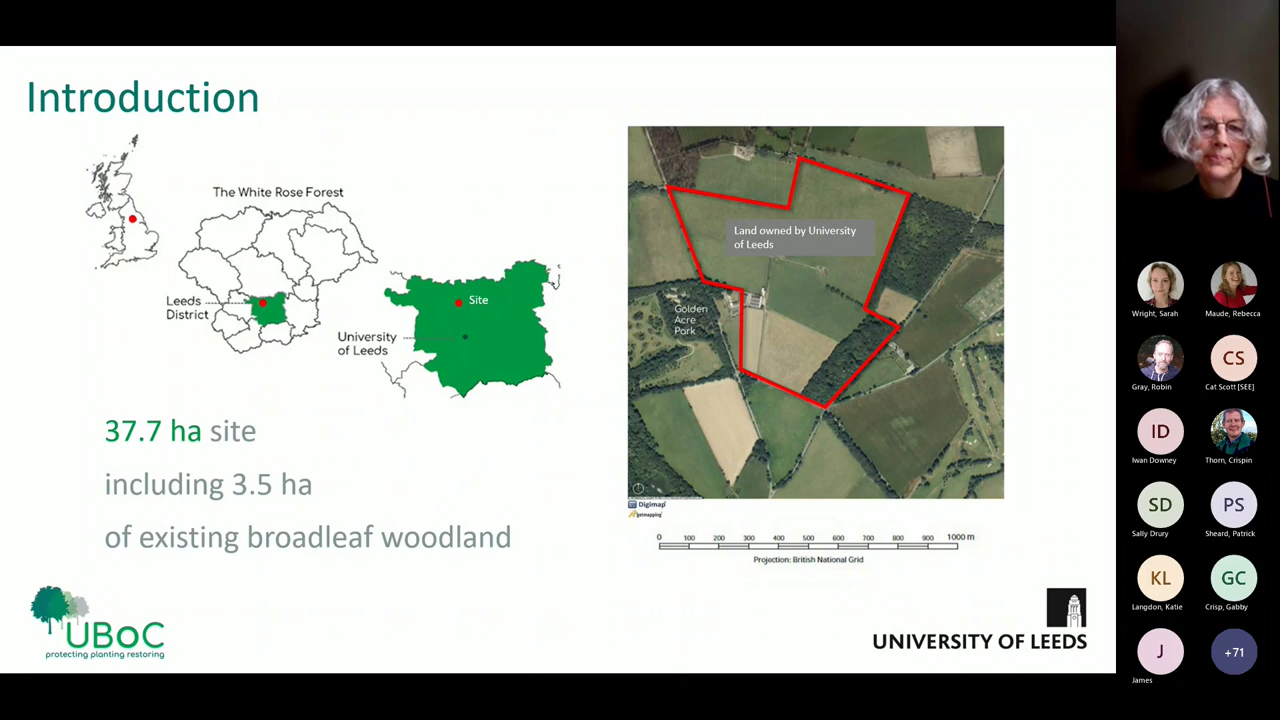 Introduction
The White Rose Forest
Leeds
District
Site
University
of Leeds
37.7 ha site
including 3.5 ha
of existing broadleaf woodland
Land owned by University
of Leeds
Golden
Acre
Park
Digimap
getmapping
0 100 200 300 400 500 600 700 800 900 1000 m
Projection: British National Grid
UBoC
protecting planting restoring
UNIVERSITY OF LEEDS
Wright, Sarah
Maude, Rebecca
Gray, Robin
CS
Cat Scott [SEE]
ID
Iwan Downey
Thorn, Crispin
SD
Sally Drury
PS
Sheard, Patrick
KL
Langdon, Katie
GC
Crisp, Gabby
J
James
+71